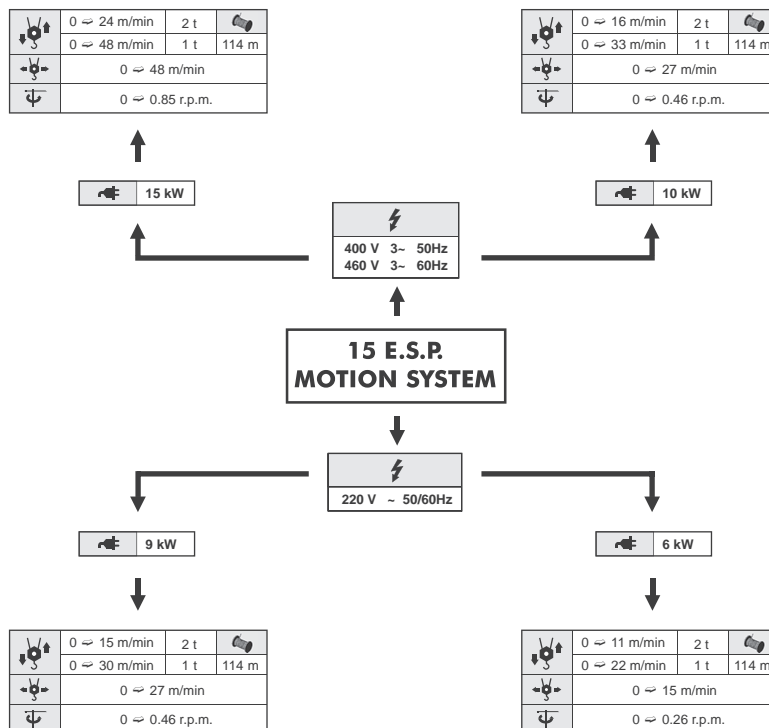 0 ➫ 24 m/min 2 t
0 ➫ 48 m/min 1 t 114 m
0 ➫ 48 m/min
0 ➫ 0.85 r.p.m.
0 ➫ 16 m/min 2 t
0 ➫ 33 m/min 1 t 114 m
0 ➫ 27 m/min
0 ➫ 0.46 r.p.m.
15 kW
10 kW
400 V 3~ 50Hz
460 V 3~ 60Hz
15 E.S.P.
MOTION SYSTEM
220 V ~ 50/60Hz
9 kW
6 kW
0 ➫ 15 m/min 2 t
0 ➫ 30 m/min 1 t 114 m
0 ➫ 27 m/min
0 ➫ 0.46 r.p.m.
0 ➫ 11 m/min 2 t
0 ➫ 22 m/min 1 t 114 m
0 ➫ 15 m/min
0 ➫ 0.26 r.p.m.